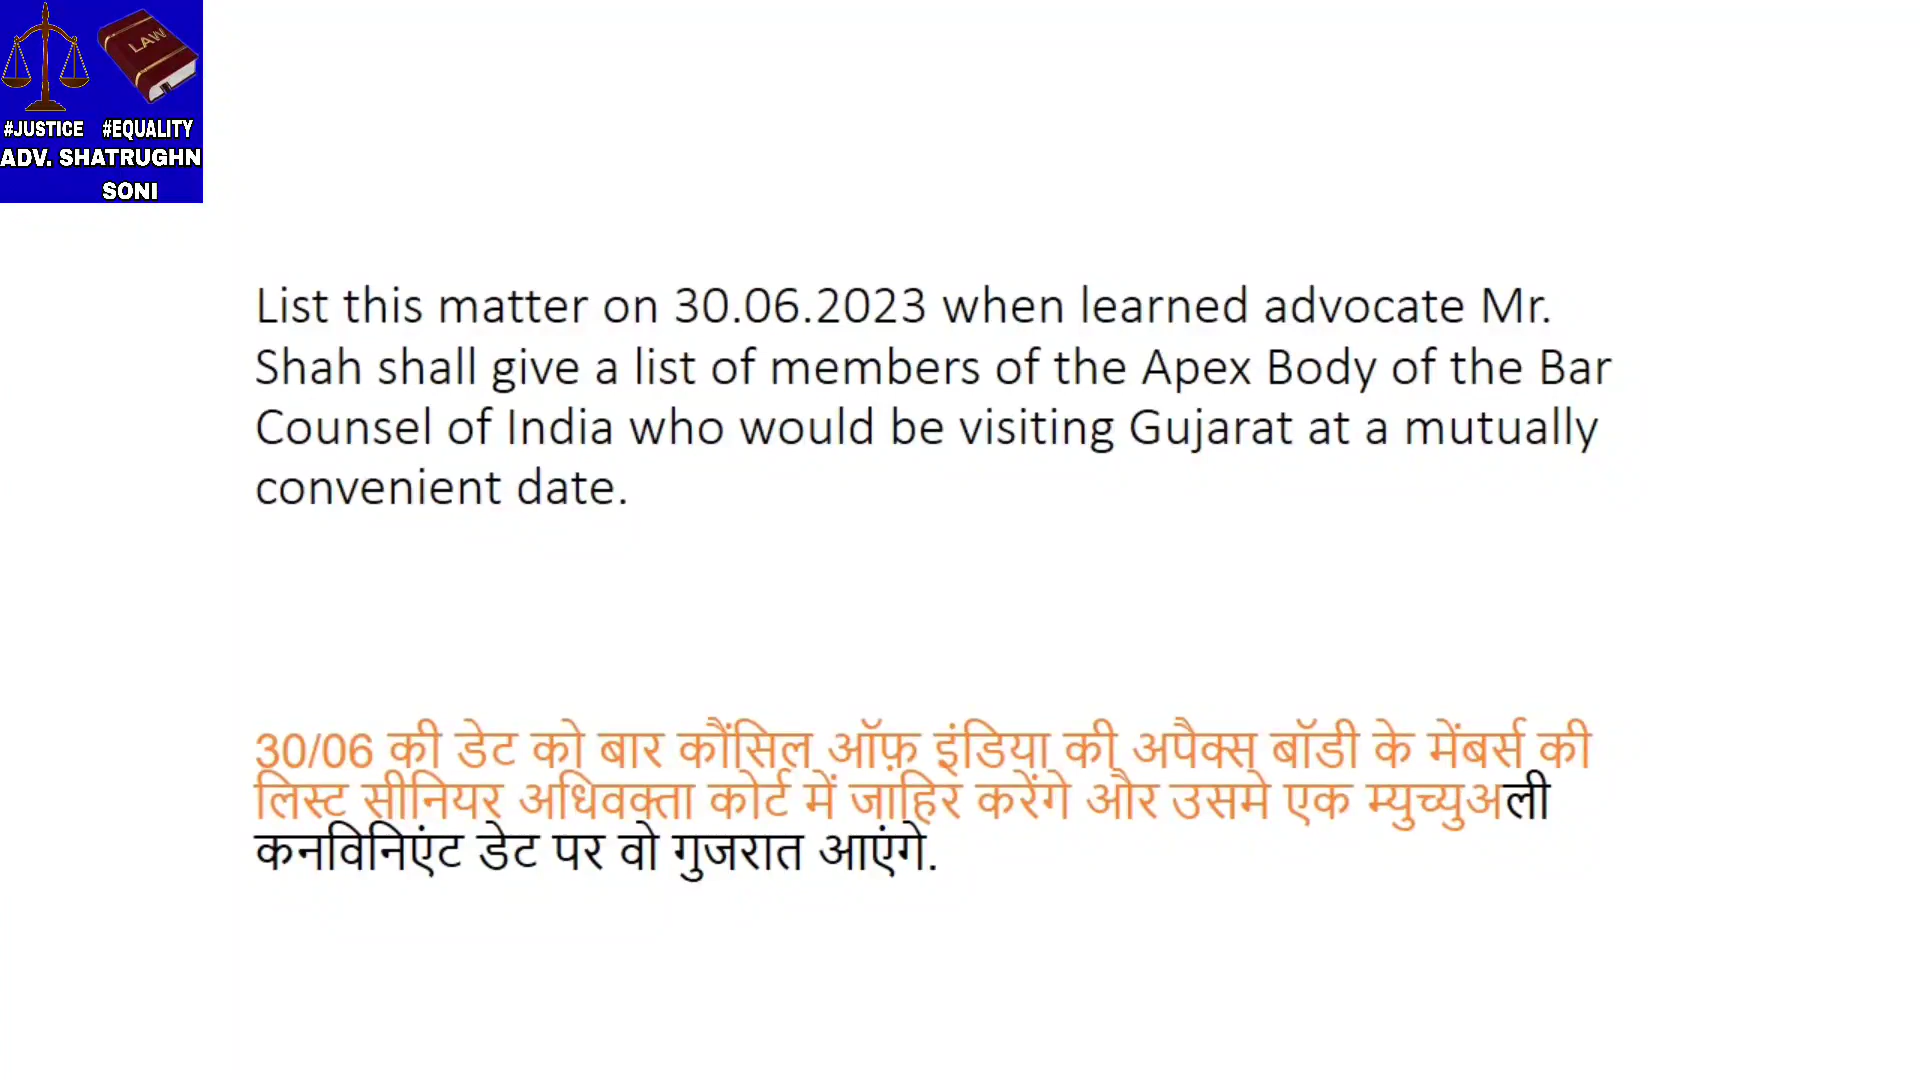 LAW
#JUSTICE #EQUALITY
ADV. SHATRUGHN
SONI
List this matter on 30.06.2023 when learned advocate Mr.
Shah shall give a list of members of the Apex Body of the Bar
Counsel of India who would be visiting Gujarat at a mutually
convenient date.
30/06 की डेट को बार कौंसिल ऑफ़ इंडिया की अपैक्स बॉडी के मेंबर्स की
लिस्ट सीनियर अधिवक्ता कोर्ट में जाहिर करेंगे और उसमे एक म्युच्युअली
कनविनिएंट डेट पर वो गुजरात आएंगे.